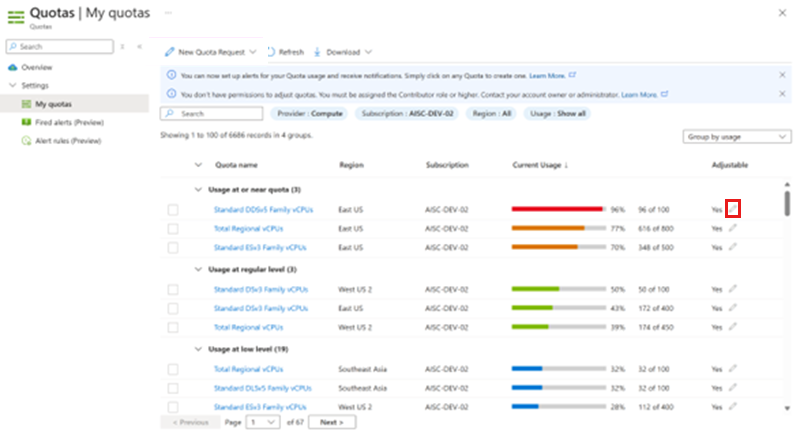 Quotas | My quotas
Quotas
Search
Overview
Settings
My quotas
Fired alerts (Preview)
Alert rules (Preview)
New Quota Request Refresh Download
You can now set up alerts for your Quota usage and receive notifications. Simply click on any Quota to create one. Learn More.
You don't have permissions to adjust quotas. You must be assigned the Contributor role or higher. Contact your account owner or administrator. Learn More.
Search Provider : Compute Subscription : AISC-DEV-02 Region : All Usage : Show all
Showing 1 to 100 of 6686 records in 4 groups.
Group by usage
Quota name Region Subscription Current Usage ↓ Adjustable
Usage at or near quota (3)
Standard DDSv5 Family vCPUs East US AISC-DEV-02 96% 96 of 100 Yes
Total Regional vCPUs East US AISC-DEV-02 77% 616 of 800 Yes
Standard ESv3 Family vCPUs East US AISC-DEV-02 70% 348 of 500 Yes
Usage at regular level (3)
Standard DSv3 Family vCPUs West US 2 AISC-DEV-02 50% 50 of 100 Yes
Standard DSv3 Family vCPUs East US AISC-DEV-02 43% 172 of 400 Yes
Total Regional vCPUs West US 2 AISC-DEV-02 39% 174 of 450 Yes
Usage at low level (19)
Total Regional vCPUs Southeast Asia AISC-DEV-02 32% 32 of 100 Yes
Standard DLSv5 Family vCPUs Southeast Asia AISC-DEV-02 32% 32 of 100 Yes
Standard ESv3 Family vCPUs West US 2 AISC-DEV-02 28% 112 of 400 Yes
< Previous Page 1 of 67 Next >